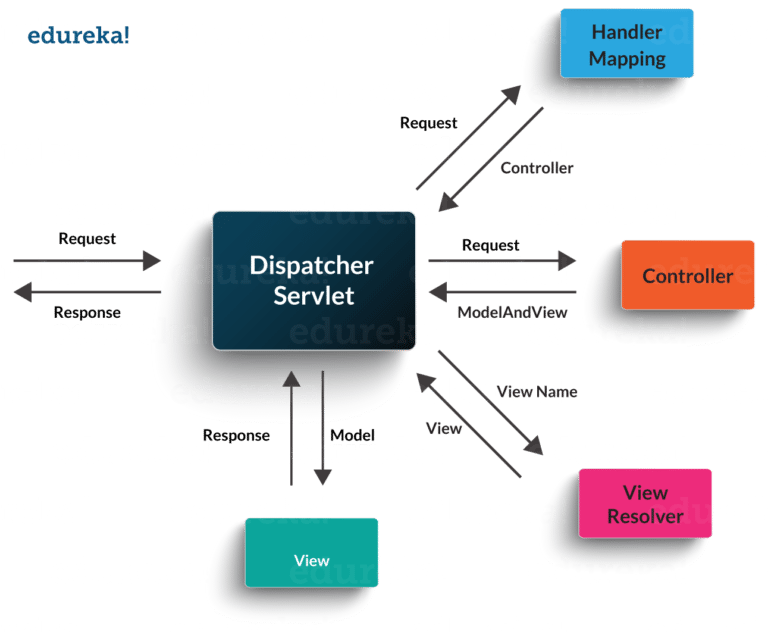 edureka!
Handler
Mapping
Request
Controller
Request
Response
Dispatcher
Servlet
Request
ModelAndView
Controller
Response
Model
View Name
View
View
Resolver
View